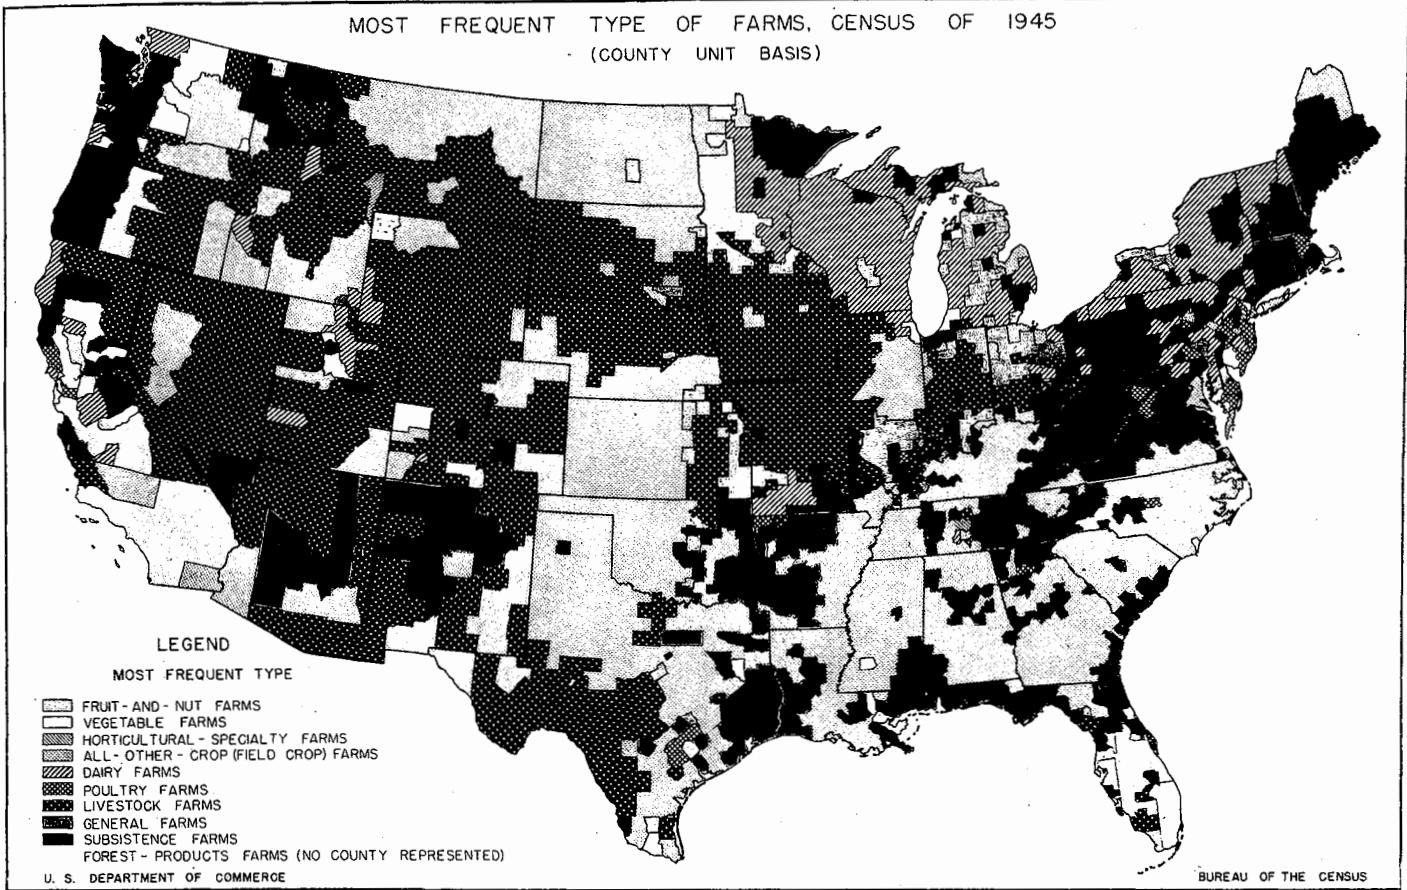 MOST FREQUENT TYPE OF FARMS, CENSUS OF 1945
(COUNTY UNIT BASIS)
LEGEND
MOST FREQUENT TYPE
FRUIT-AND-NUT FARMS
VEGETABLE FARMS
HORTICULTURAL-SPECIALTY FARMS
ALL-OTHER-CROP (FIELD CROP) FARMS
DAIRY FARMS
POULTRY FARMS
LIVESTOCK FARMS
GENERAL FARMS
SUBSISTENCE FARMS
FOREST-PRODUCTS FARMS (NO COUNTY REPRESENTED)
U. S. DEPARTMENT OF COMMERCE
BUREAU OF THE CENSUS